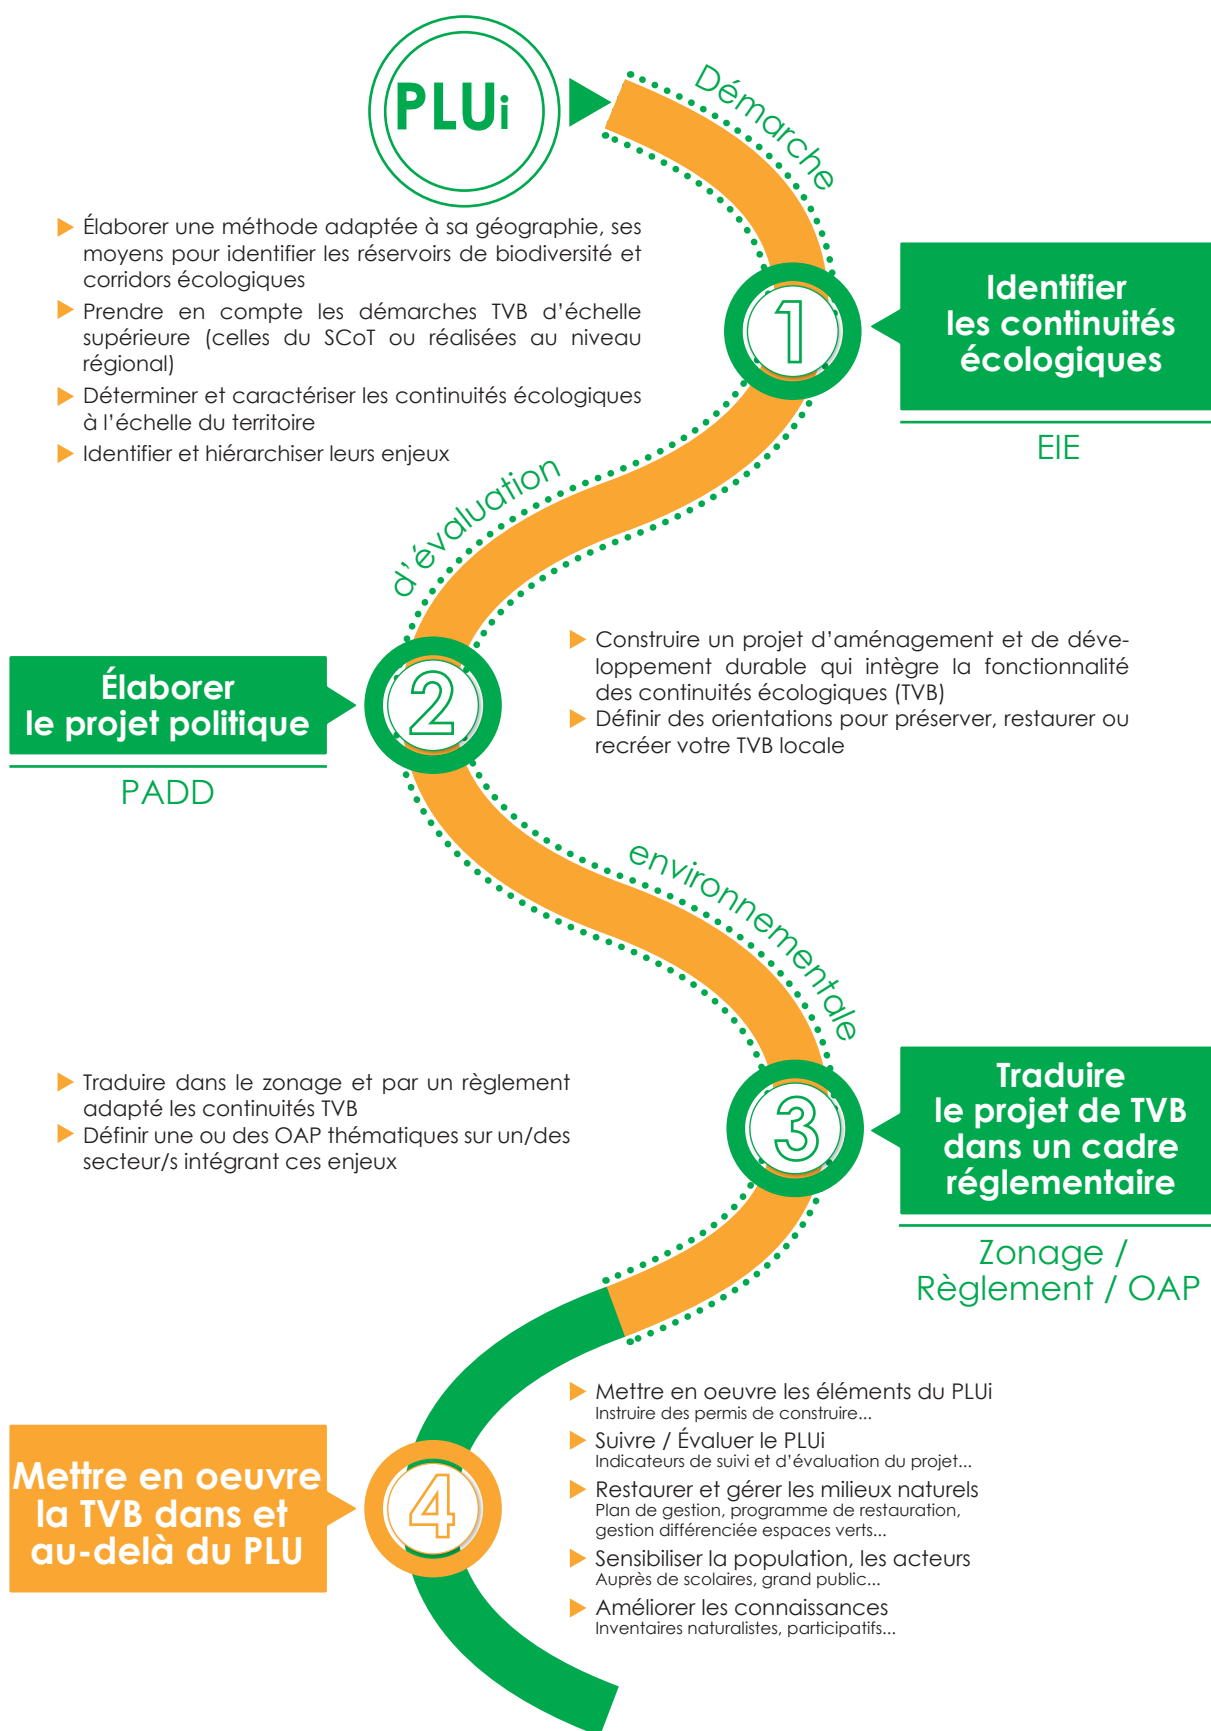 PLUi
Démarche
Élaborer une méthode adaptée à sa géographie, ses
moyens pour identifier les réservoirs de biodiversité et
corridors écologiques
Prendre en compte les démarches TVB d'échelle
supérieure (celles du SCoT ou réalisées au niveau
régional)
Déterminer et caractériser les continuités écologiques
à l'échelle du territoire
Identifier et hiérarchiser leurs enjeux
1
Identifier
les continuités
écologiques
EIE
d'évaluation
Élaborer
le projet politique
PADD
2
Construire un projet d'aménagement et de déve-
loppement durable qui intègre la fonctionnalité
des continuités écologiques (TVB)
Définir des orientations pour préserver, restaurer ou
recréer votre TVB locale
environnementale
Traduire dans le zonage et par un règlement
adapté les continuités TVB
Définir une ou des OAP thématiques sur un/des
secteur/s intégrant ces enjeux
3
Traduire
le projet de TVB
dans un cadre
réglementaire
Zonage /
Règlement / OAP
Mettre en oeuvre
la TVB dans et
au-delà du PLU
4
Mettre en oeuvre les éléments du PLUi
Instruire des permis de construire...
Suivre / Évaluer le PLUi
Indicateurs de suivi et d'évaluation du projet...
Restaurer et gérer les milieux naturels
Plan de gestion, programme de restauration,
gestion différenciée espaces verts...
Sensibiliser la population, les acteurs
Auprès de scolaires, grand public...
Améliorer les connaissances
Inventaires naturalistes, participatifs...